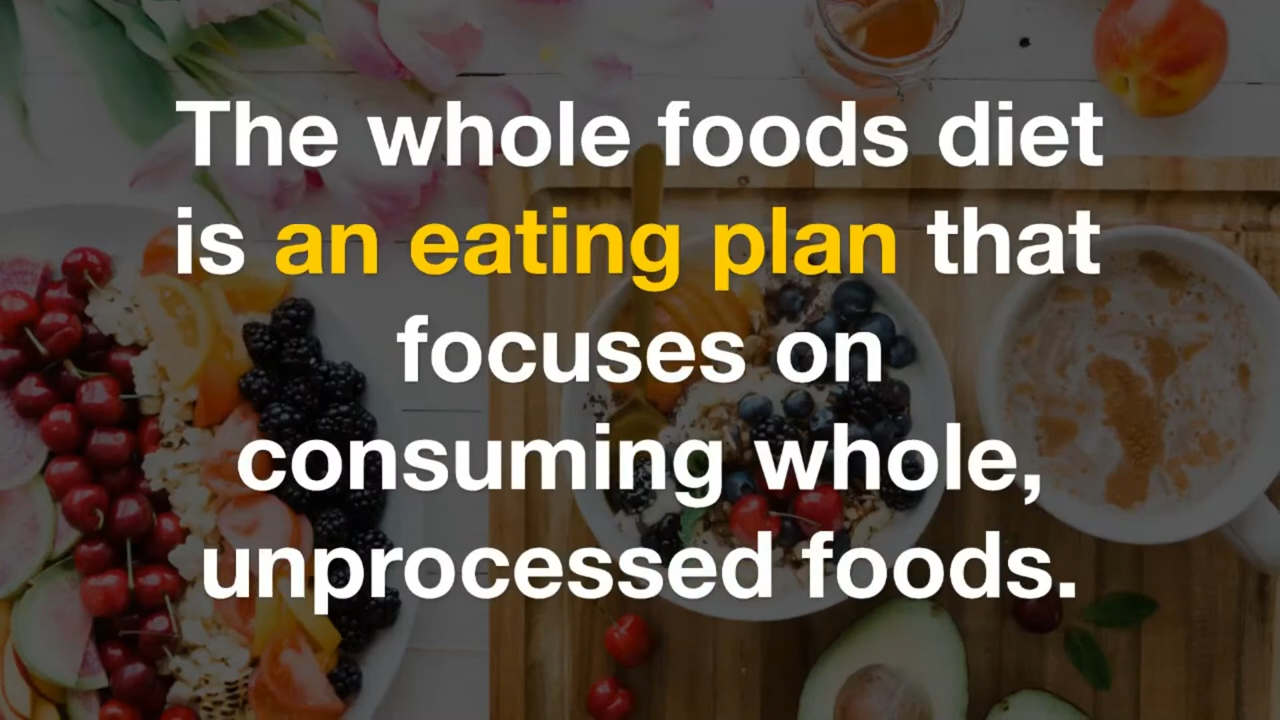 The whole foods diet
is an eating plan that
focuses on
consuming whole,
unprocessed foods.